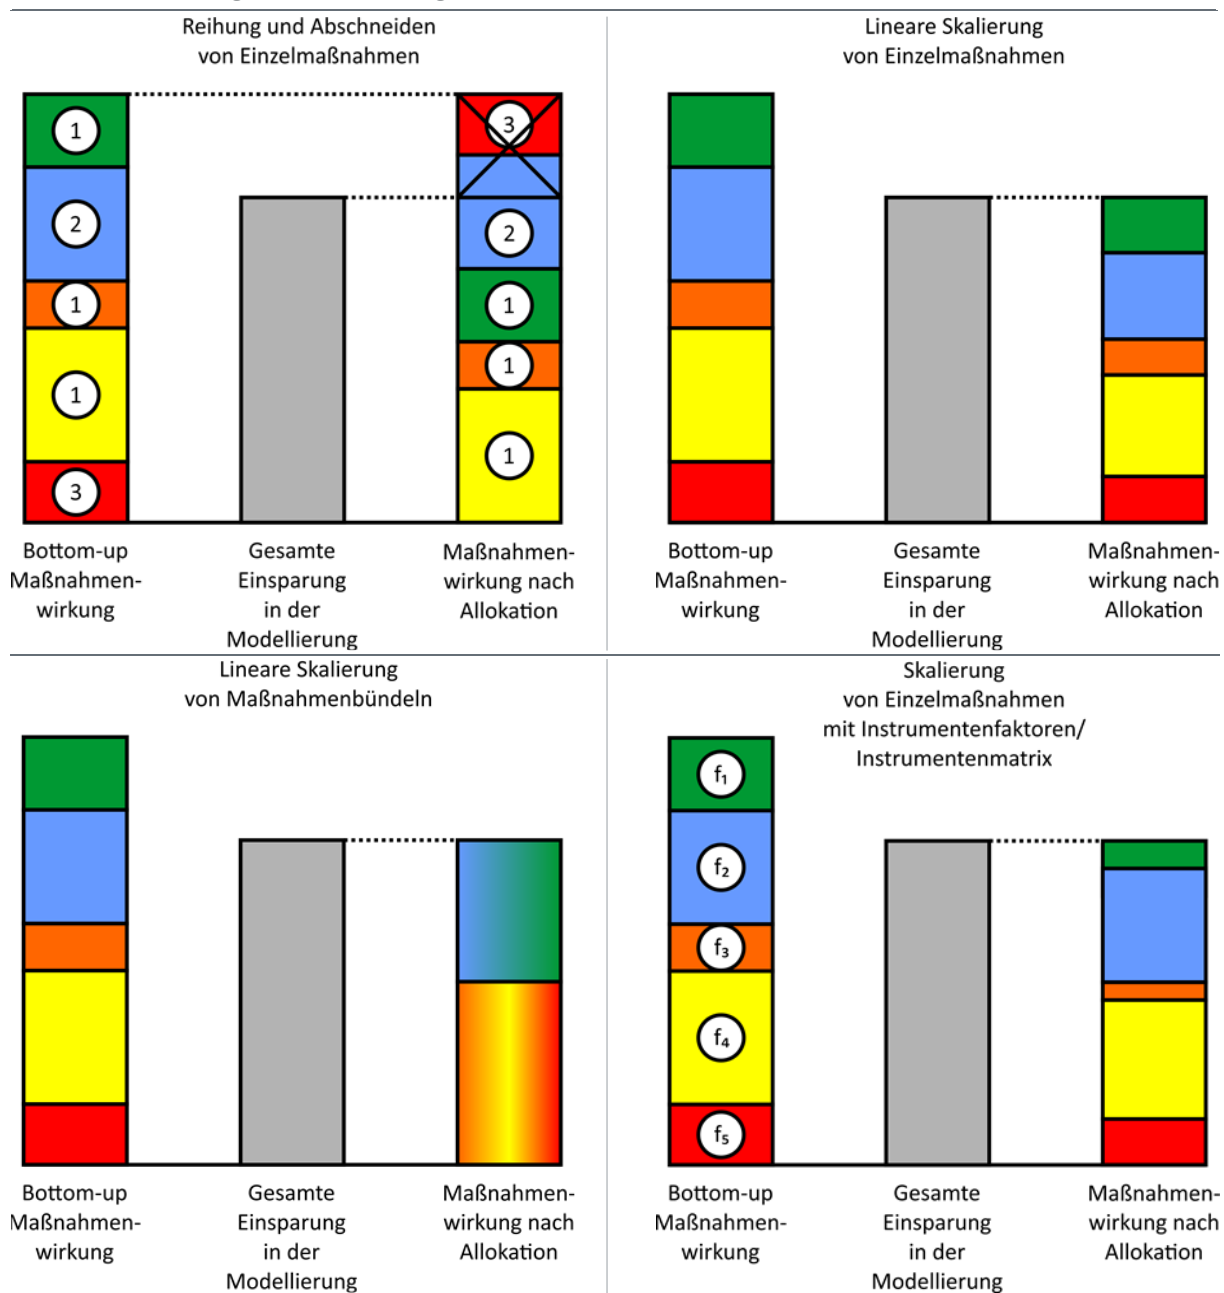 Reihung und Abschneiden
von Einzelmaßnahmen
1
2
1
1
3
3
2
1
1
1
Bottom-up
Maßnahmen-
wirkung
Gesamte
Einsparung
in der
Modellierung
Maßnahmen-
wirkung nach
Allokation
Lineare Skalierung
von Einzelmaßnahmen
Bottom-up
Maßnahmen-
wirkung
Gesamte
Einsparung
in der
Modellierung
Maßnahmen-
wirkung nach
Allokation
Lineare Skalierung
von Maßnahmenbündeln
Bottom-up
Maßnahmen-
wirkung
Gesamte
Einsparung
in der
Modellierung
Maßnahmen-
wirkung nach
Allokation
Skalierung
von Einzelmaßnahmen
mit Instrumentenfaktoren/
Instrumentenmatrix
f₁
f₂
f₃
f₄
f₅
Bottom-up
Maßnahmen-
wirkung
Gesamte
Einsparung
in der
Modellierung
Maßnahmen-
wirkung nach
Allokation